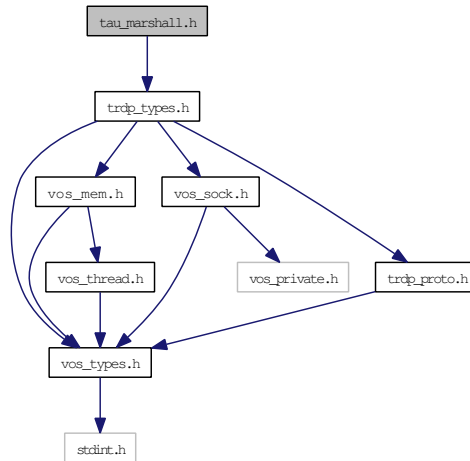 tau_marshall.h
trdp_types.h
vos_mem.h
vos_sock.h
vos_thread.h
vos_private.h
trdp_proto.h
vos_types.h
stdint.h